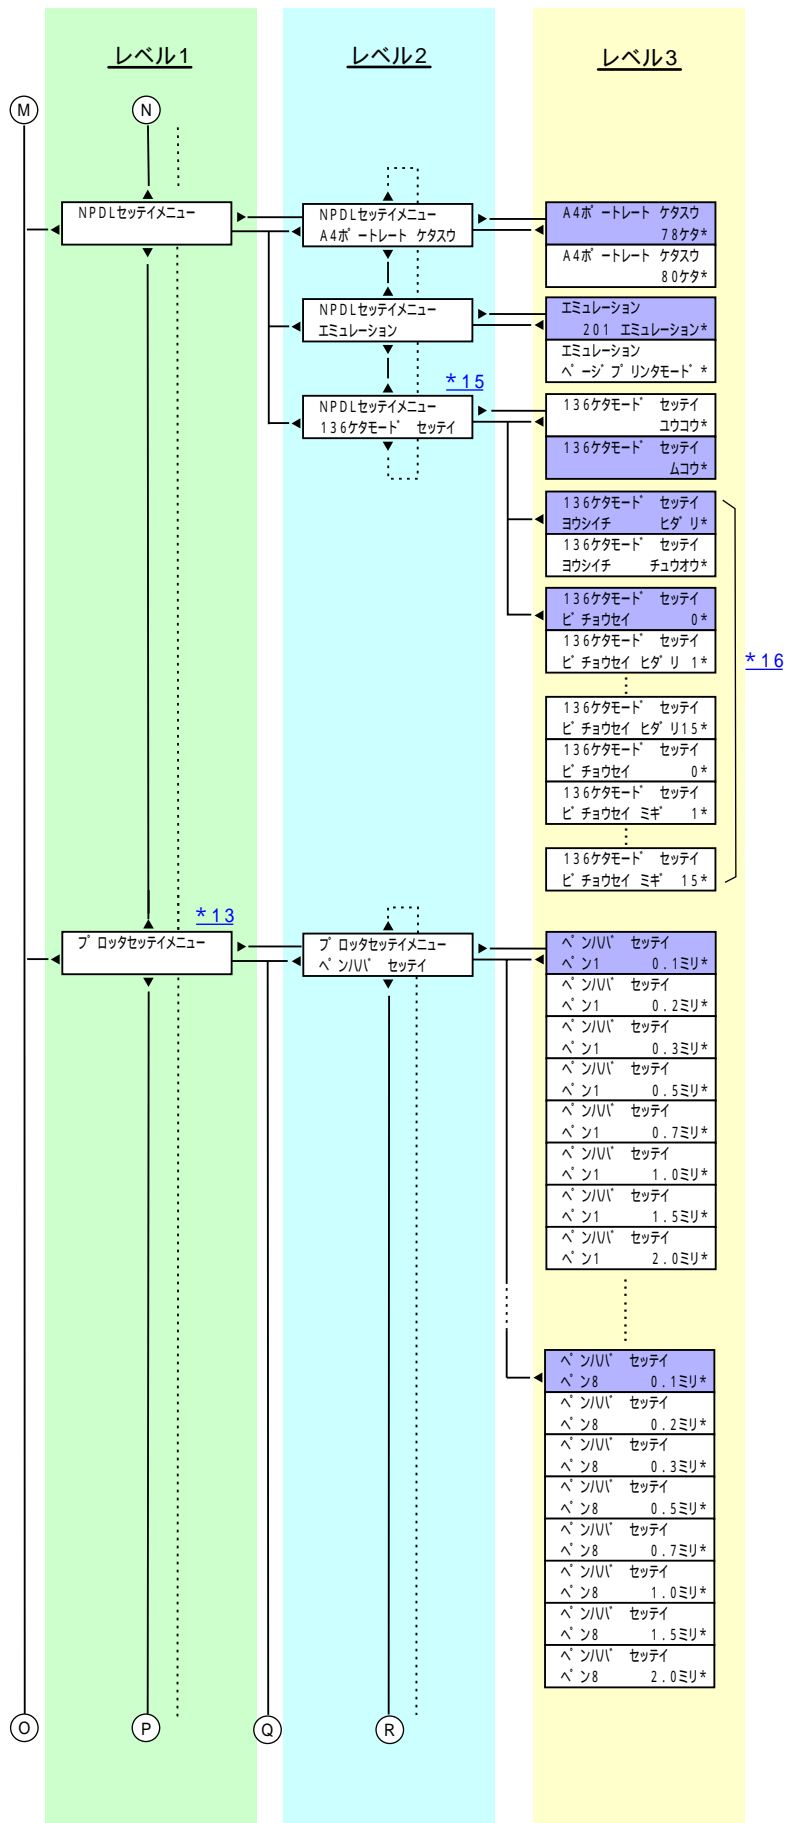 レベル1
レベル2
レベル3
M
N
NPDLセッテイメニュー
NPDLセッテイメニュー
A4ポートレート ケタスウ
A4ポートレート ケタスウ
78ケタ*
A4ポートレート ケタスウ
80ケタ*
NPDLセッテイメニュー
エミュレーション
エミュレーション
201 エミュレーション*
エミュレーション
ページプリンタモード*
*15
NPDLセッテイメニュー
136ケタモード セッテイ
136ケタモード セッテイ
ユウコウ*
136ケタモード セッテイ
ムコウ*
136ケタモード セッテイ
ヨウシイチ ヒダリ*
136ケタモード セッテイ
ヨウシイチ チュウオウ*
136ケタモード セッテイ
ビチョウセイ 0*
136ケタモード セッテイ
ビチョウセイ ヒダリ 1*
*16
136ケタモード セッテイ
ビチョウセイ ヒダリ15*
136ケタモード セッテイ
ビチョウセイ 0*
136ケタモード セッテイ
ビチョウセイ ミギ 1*
136ケタモード セッテイ
ビチョウセイ ミギ 15*
*13
プロッタセッテイメニュー
プロッタセッテイメニュー
ペンハバ セッテイ
ペンハバ セッテイ
ペン1 0.1ミリ*
ペンハバ セッテイ
ペン1 0.2ミリ*
ペンハバ セッテイ
ペン1 0.3ミリ*
ペンハバ セッテイ
ペン1 0.5ミリ*
ペンハバ セッテイ
ペン1 0.7ミリ*
ペンハバ セッテイ
ペン1 1.0ミリ*
ペンハバ セッテイ
ペン1 1.5ミリ*
ペンハバ セッテイ
ペン1 2.0ミリ*
ペンハバ セッテイ
ペン8 0.1ミリ*
ペンハバ セッテイ
ペン8 0.2ミリ*
ペンハバ セッテイ
ペン8 0.3ミリ*
ペンハバ セッテイ
ペン8 0.5ミリ*
ペンハバ セッテイ
ペン8 0.7ミリ*
ペンハバ セッテイ
ペン8 1.0ミリ*
ペンハバ セッテイ
ペン8 1.5ミリ*
ペンハバ セッテイ
ペン8 2.0ミリ*
O
P
Q
R